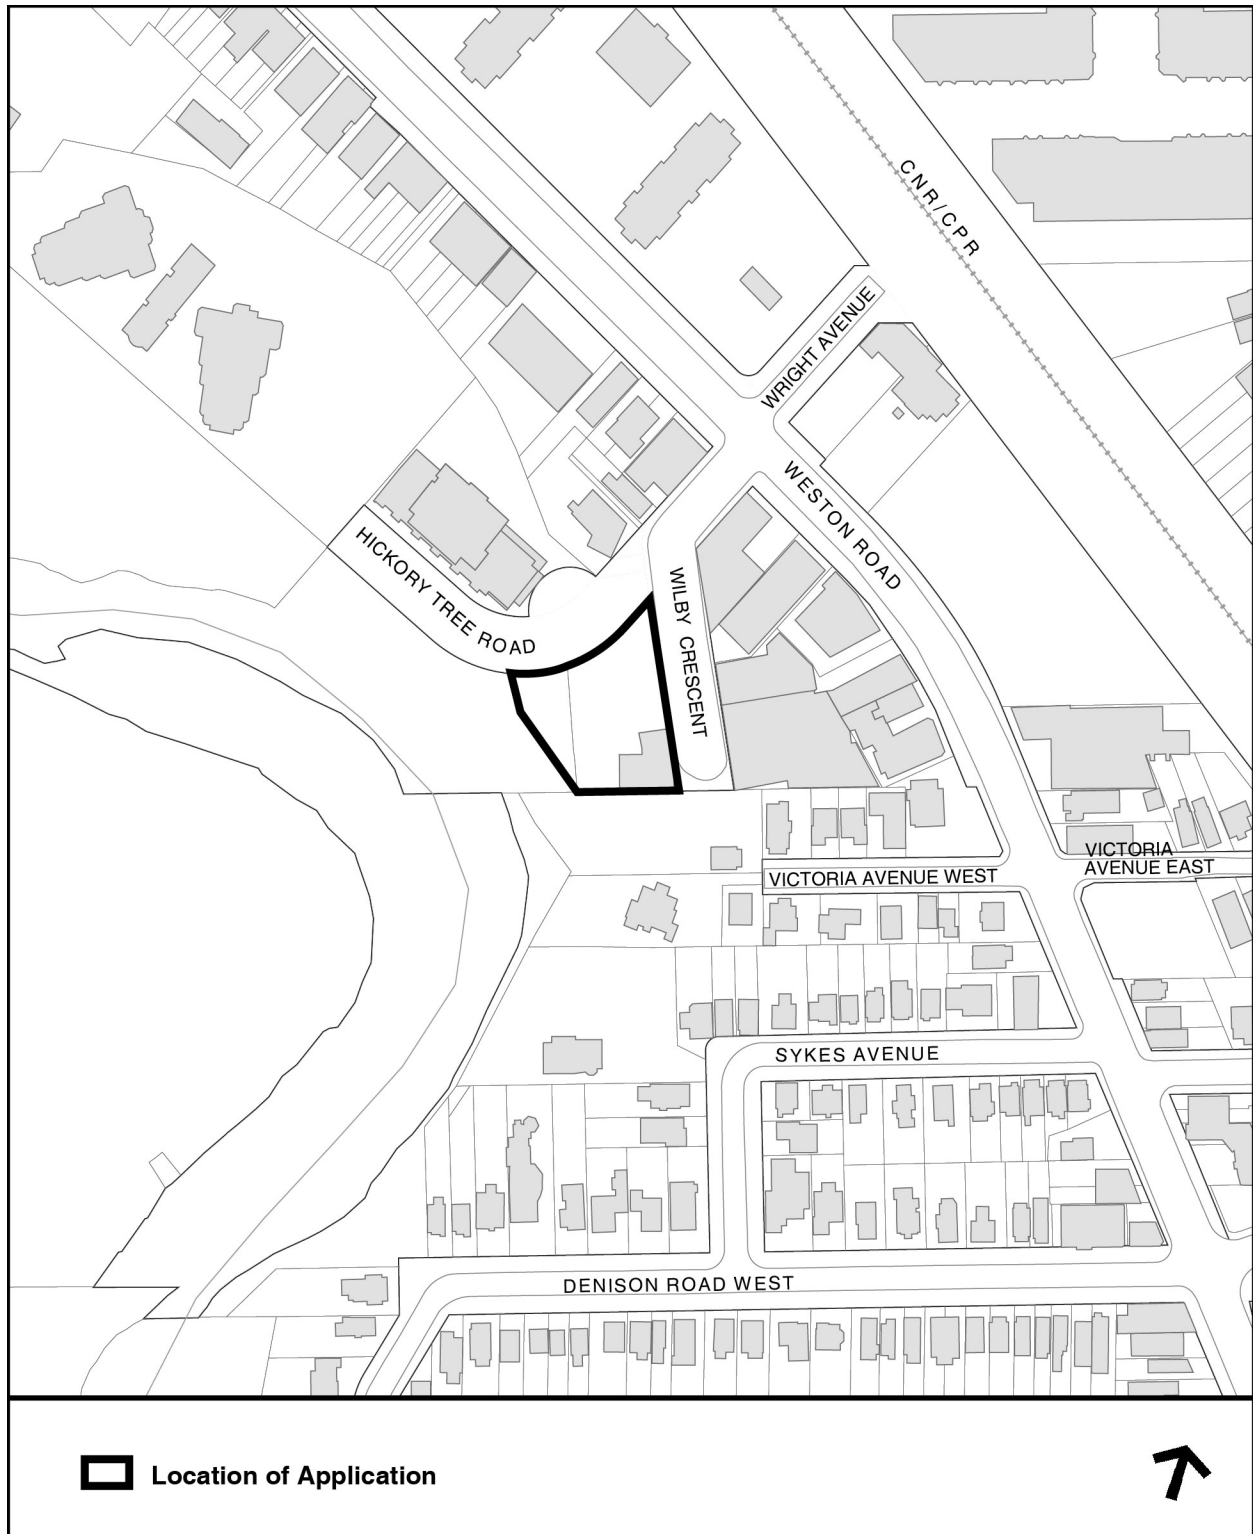 CNR/CPR
WRIGHT AVENUE
WESTON ROAD
HICKORY TREE ROAD
WILBY CRESCENT
VICTORIA
AVENUE EAST
VICTORIA AVENUE WEST
SYKES AVENUE
DENISON ROAD WEST
Location of Application